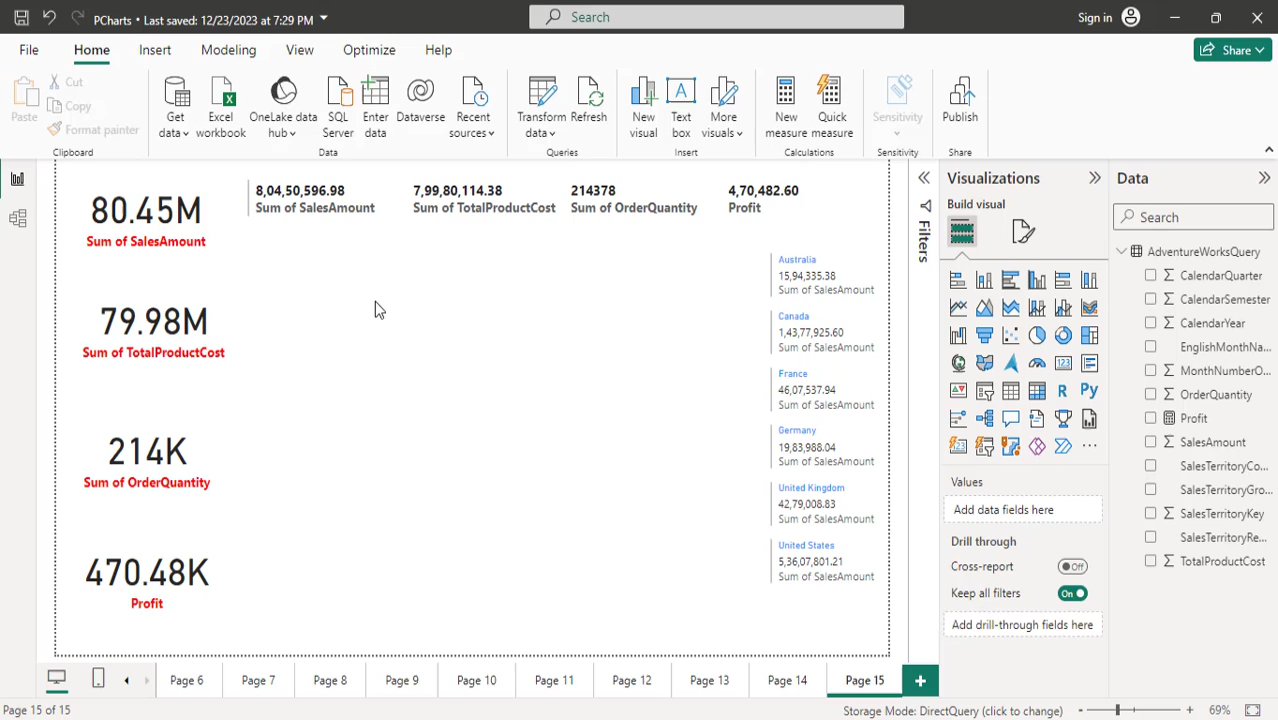 PCharts • Last saved: 12/23/2023 at 7:29 PM
Search
Sign in
File
Home
Insert
Modeling
View
Optimize
Help
Share
Paste
Cut
Copy
Format painter
Clipboard
Get data
Excel workbook
OneLake data hub
SQL Server
Enter data
Dataverse
Recent sources
Data
Transform data
Refresh
Queries
New visual
Text box
More visuals
Insert
New measure
Quick measure
Calculations
Sensitivity
Sensitivity
Publish
Share
80.45M
Sum of SalesAmount
79.98M
Sum of TotalProductCost
214K
Sum of OrderQuantity
470.48K
Profit
8,04,50,596.98
Sum of SalesAmount
7,99,80,114.38
Sum of TotalProductCost
214378
Sum of OrderQuantity
4,70,482.60
Profit
Australia
15,94,335.38
Sum of SalesAmount
Canada
1,43,77,925.60
Sum of SalesAmount
France
46,07,537.94
Sum of SalesAmount
Germany
19,83,988.04
Sum of SalesAmount
United Kingdom
42,79,008.83
Sum of SalesAmount
United States
5,36,07,801.21
Sum of SalesAmount
Filters
Visualizations
Build visual
R
Py
123
Values
Add data fields here
Drill through
Cross-report
Off
Keep all filters
On
Add drill-through fields here
Data
Search
AdventureWorksQuery
CalendarQuarter
CalendarSemester
CalendarYear
EnglishMonthNa...
MonthNumberO...
OrderQuantity
Profit
SalesAmount
SalesTerritoryCo...
SalesTerritoryGro...
SalesTerritoryKey
SalesTerritoryRe...
TotalProductCost
Page 6
Page 7
Page 8
Page 9
Page 10
Page 11
Page 12
Page 13
Page 14
Page 15
Page 15 of 15
Storage Mode: DirectQuery (click to change)
69%